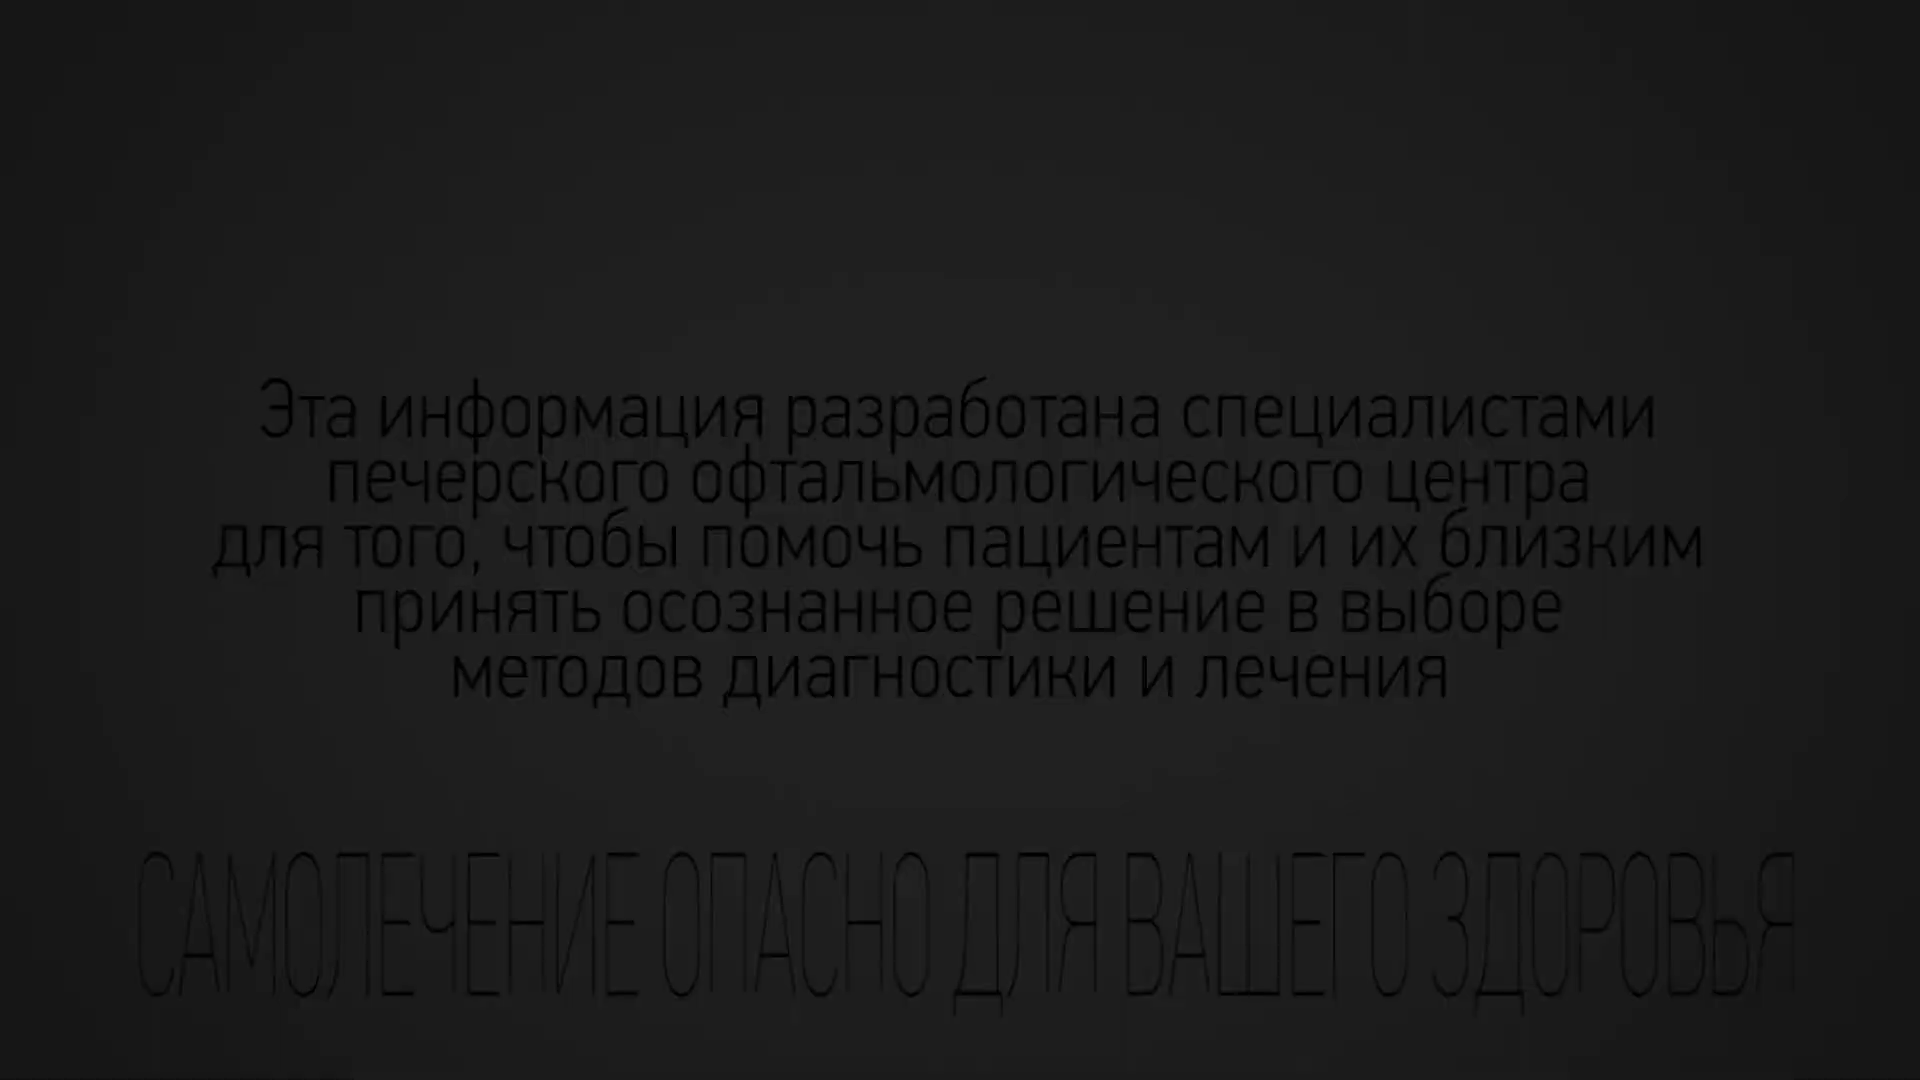 Эта информация разработана специалистами
печерского офтальмологического центра
для того, чтобы помочь пациентам и их близким
принять осознанное решение в выборе
методов диагностики и лечения
САМОЛЕЧЕНИЕ ОПАСНО ДЛЯ ВАШЕГО ЗДОРОВЬЯ